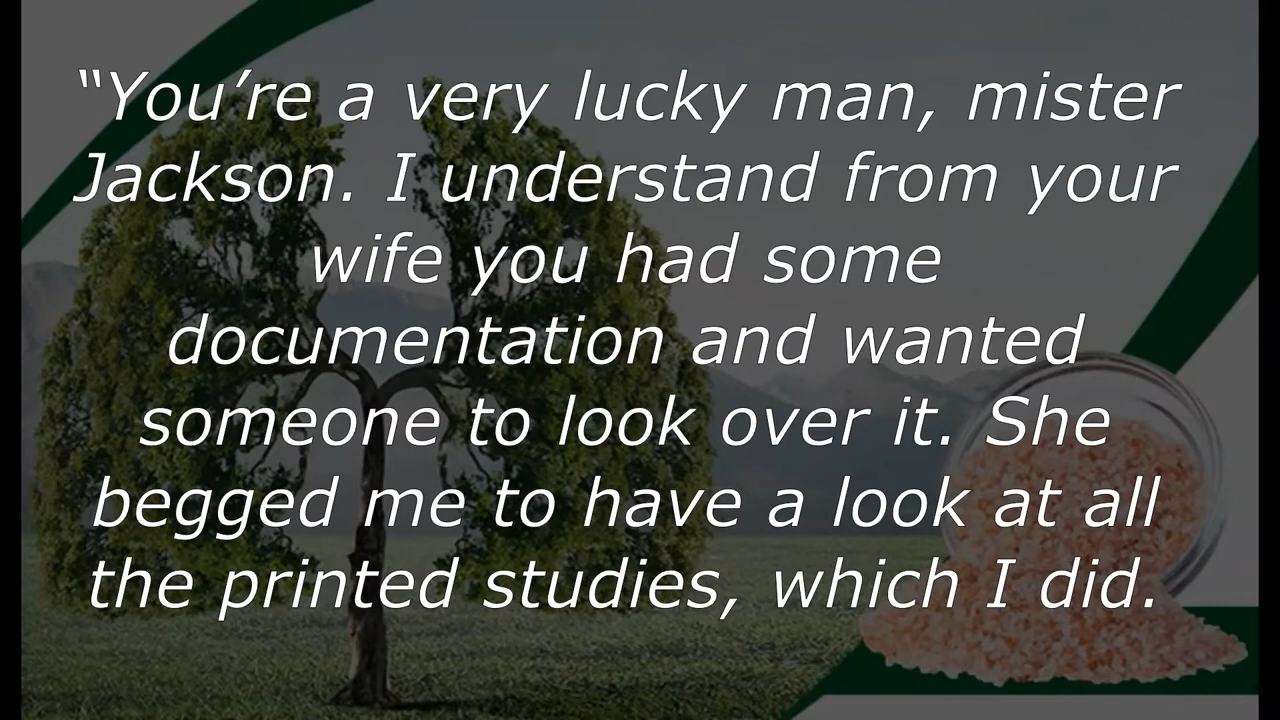 “You’re a very lucky man, mister
Jackson. I understand from your
wife you had some
documentation and wanted
someone to look over it. She
begged me to have a look at all
the printed studies, which I did.